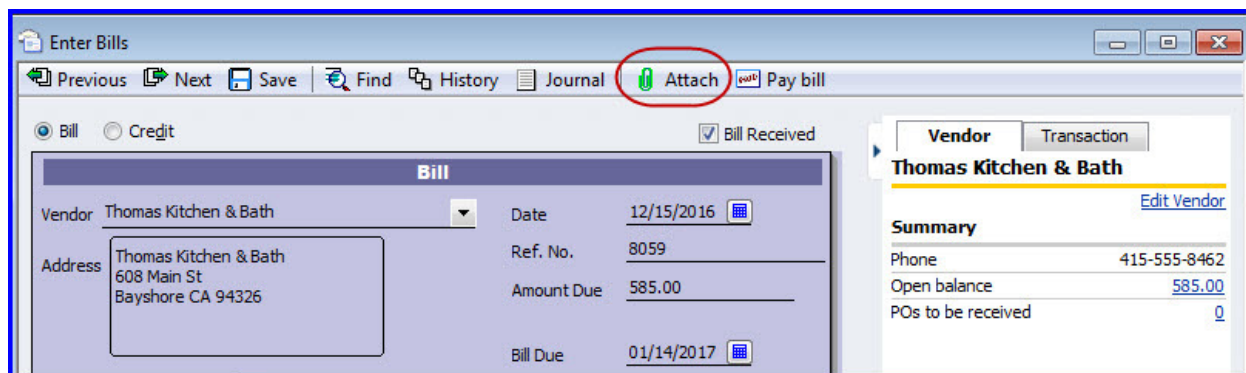 Enter Bills
Previous Next Save Find History Journal Attach Pay bill
Bill Credit Bill Received
Bill
Vendor Thomas Kitchen & Bath
Address Thomas Kitchen & Bath
608 Main St
Bayshore CA 94326
Date 12/15/2016
Ref. No. 8059
Amount Due 585.00
Bill Due 01/14/2017
Vendor Transaction
Thomas Kitchen & Bath
Edit Vendor
Summary
Phone 415-555-8462
Open balance 585.00
POs to be received 0